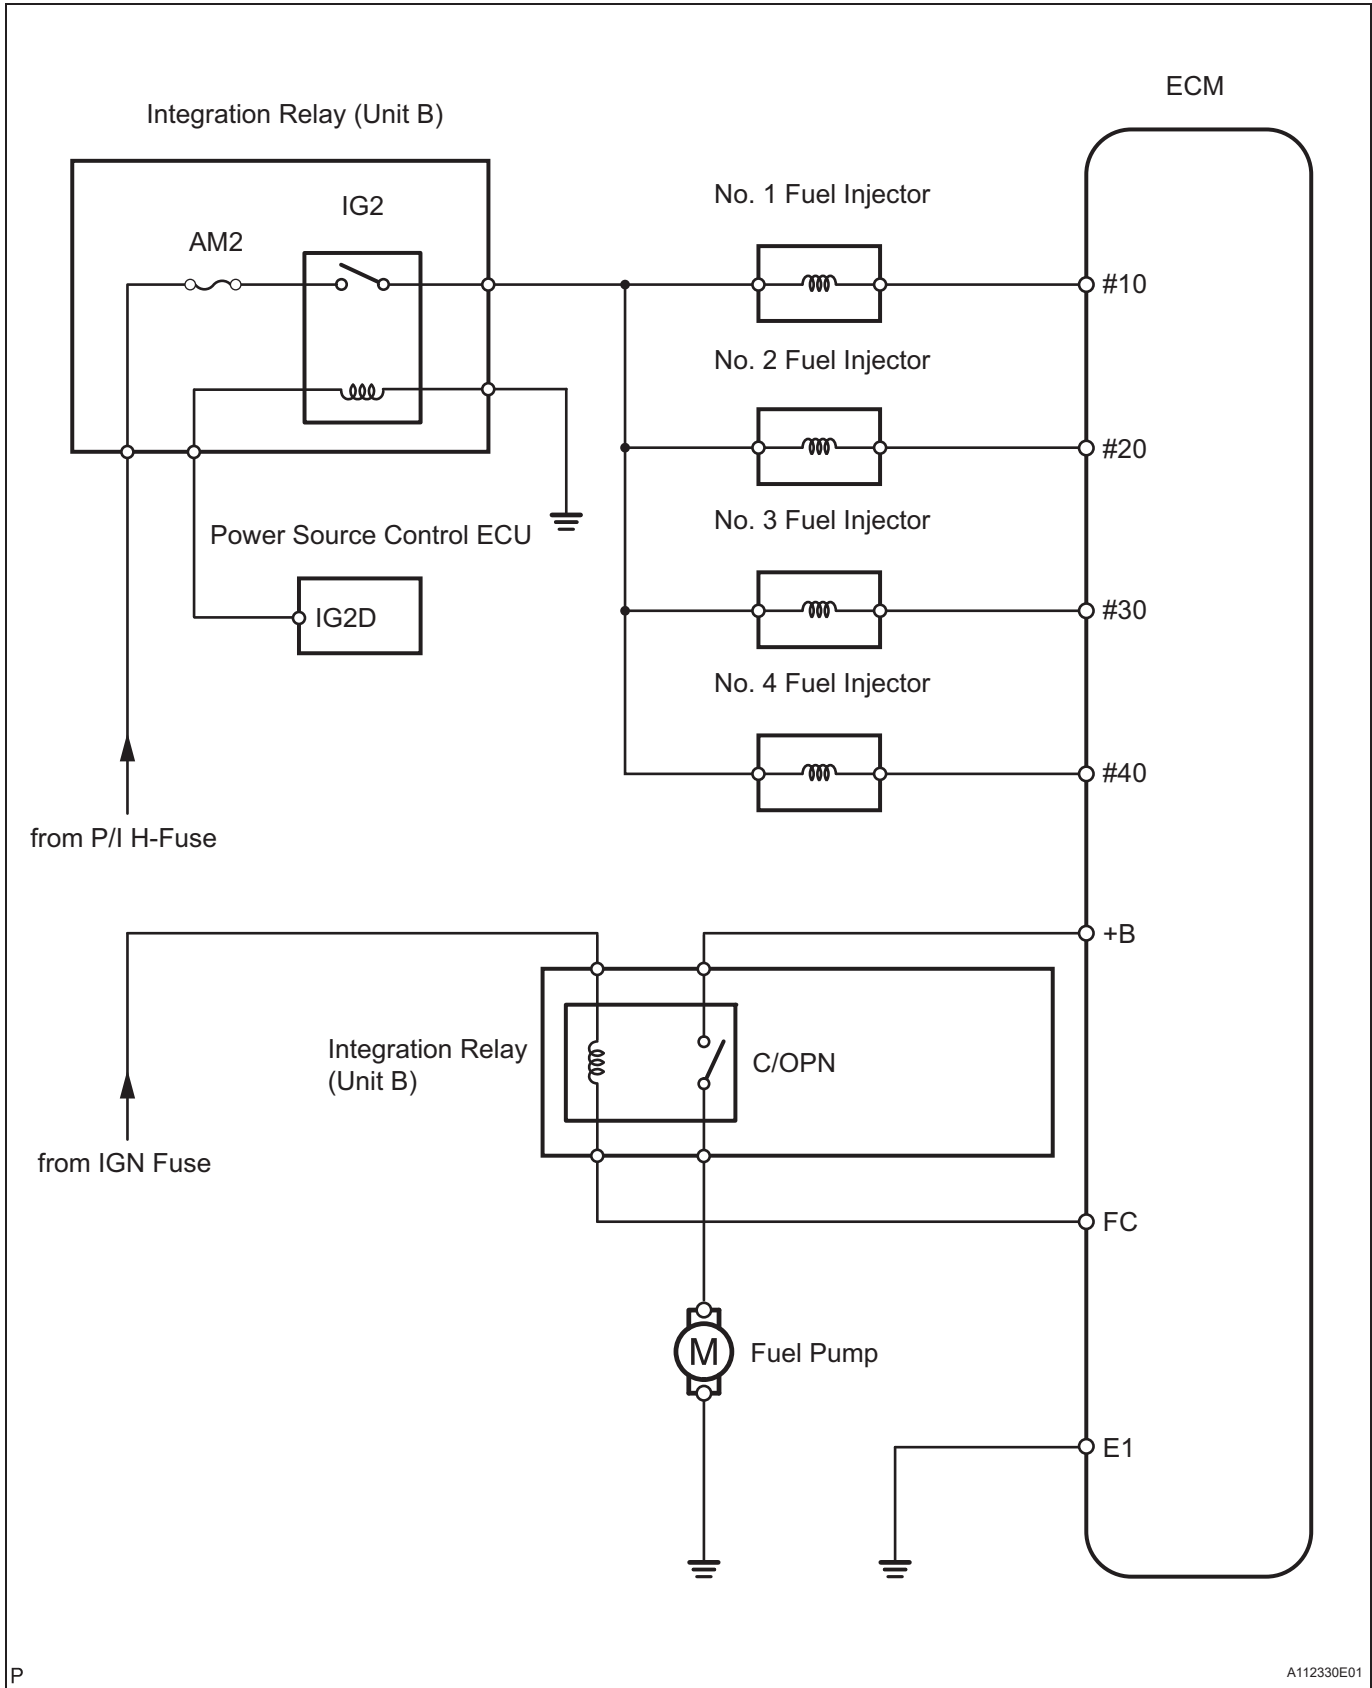 ECM
Integration Relay (Unit B)
No. 1 Fuel Injector
IG2
AM2
#10
No. 2 Fuel Injector
#20
No. 3 Fuel Injector
Power Source Control ECU
#30
IG2D
No. 4 Fuel Injector
#40
from P/I H-Fuse
+B
Integration Relay
(Unit B)
C/OPN
from IGN Fuse
FC
M
Fuel Pump
E1
P
A112330E01